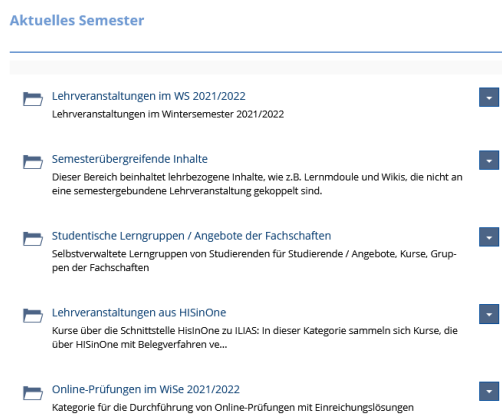 Aktuelles Semester
Lehrveranstaltungen im WS 2021/2022
Lehrveranstaltungen im Wintersemester 2021/2022
Semesterübergreifende Inhalte
Dieser Bereich beinhaltet lehrbezogene Inhalte, wie z.B. Lernmdoule und Wikis, die nicht an
eine semestergebundene Lehrveranstaltung gekoppelt sind.
Studentische Lerngruppen / Angebote der Fachschaften
Selbstverwaltete Lerngruppen von Studierenden für Studierende / Angebote, Kurse, Grup-
pen der Fachschaften
Lehrveranstaltungen aus HISinOne
Kurse über die Schnittstelle HisInOne zu ILIAS: In dieser Kategorie sammeln sich Kurse, die
über HISinOne mit Belegverfahren ve...
Online-Prüfungen im WiSe 2021/2022
Kategorie für die Durchführung von Online-Prüfungen mit Einreichungslösungen